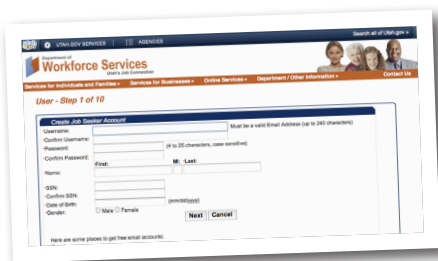 UTAH.GOV SERVICES AGENCIES Search all of Utah.gov »
Department of
Workforce Services
Utah's Job Connection
Services for Individuals and Families Services for Businesses Online Services Department / Other Information Contact Us
User - Step 1 of 10
Create Job Seeker Account
*Username: Must be a valid Email Address (up to 240 characters)
*Confirm Username:
*Password: (4 to 25 characters, case sensitive)
*Confirm Password:
*First: MI: *Last:
*Name:
*SSN:
*Confirm SSN:
*Date of Birth: (mm/dd/yyyy)
*Gender: Male Female
Next Cancel
Here are some places to get free email accounts: